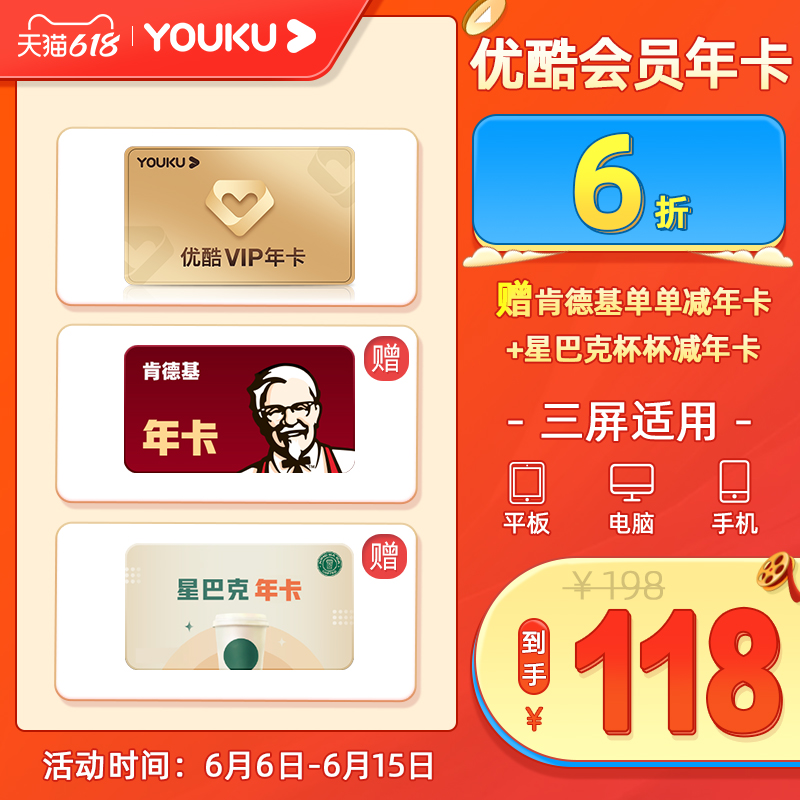 天猫618 YOUKU
优酷会员年卡
6折
赠肯德基单单减年卡
+星巴克杯杯减年卡
- 三屏适用 -
平板 电脑 手机
¥198
到手¥118
YOUKU
优酷VIP年卡
赠
肯德基
年卡
赠
星巴克 年卡
活动时间：6月6日-6月15日